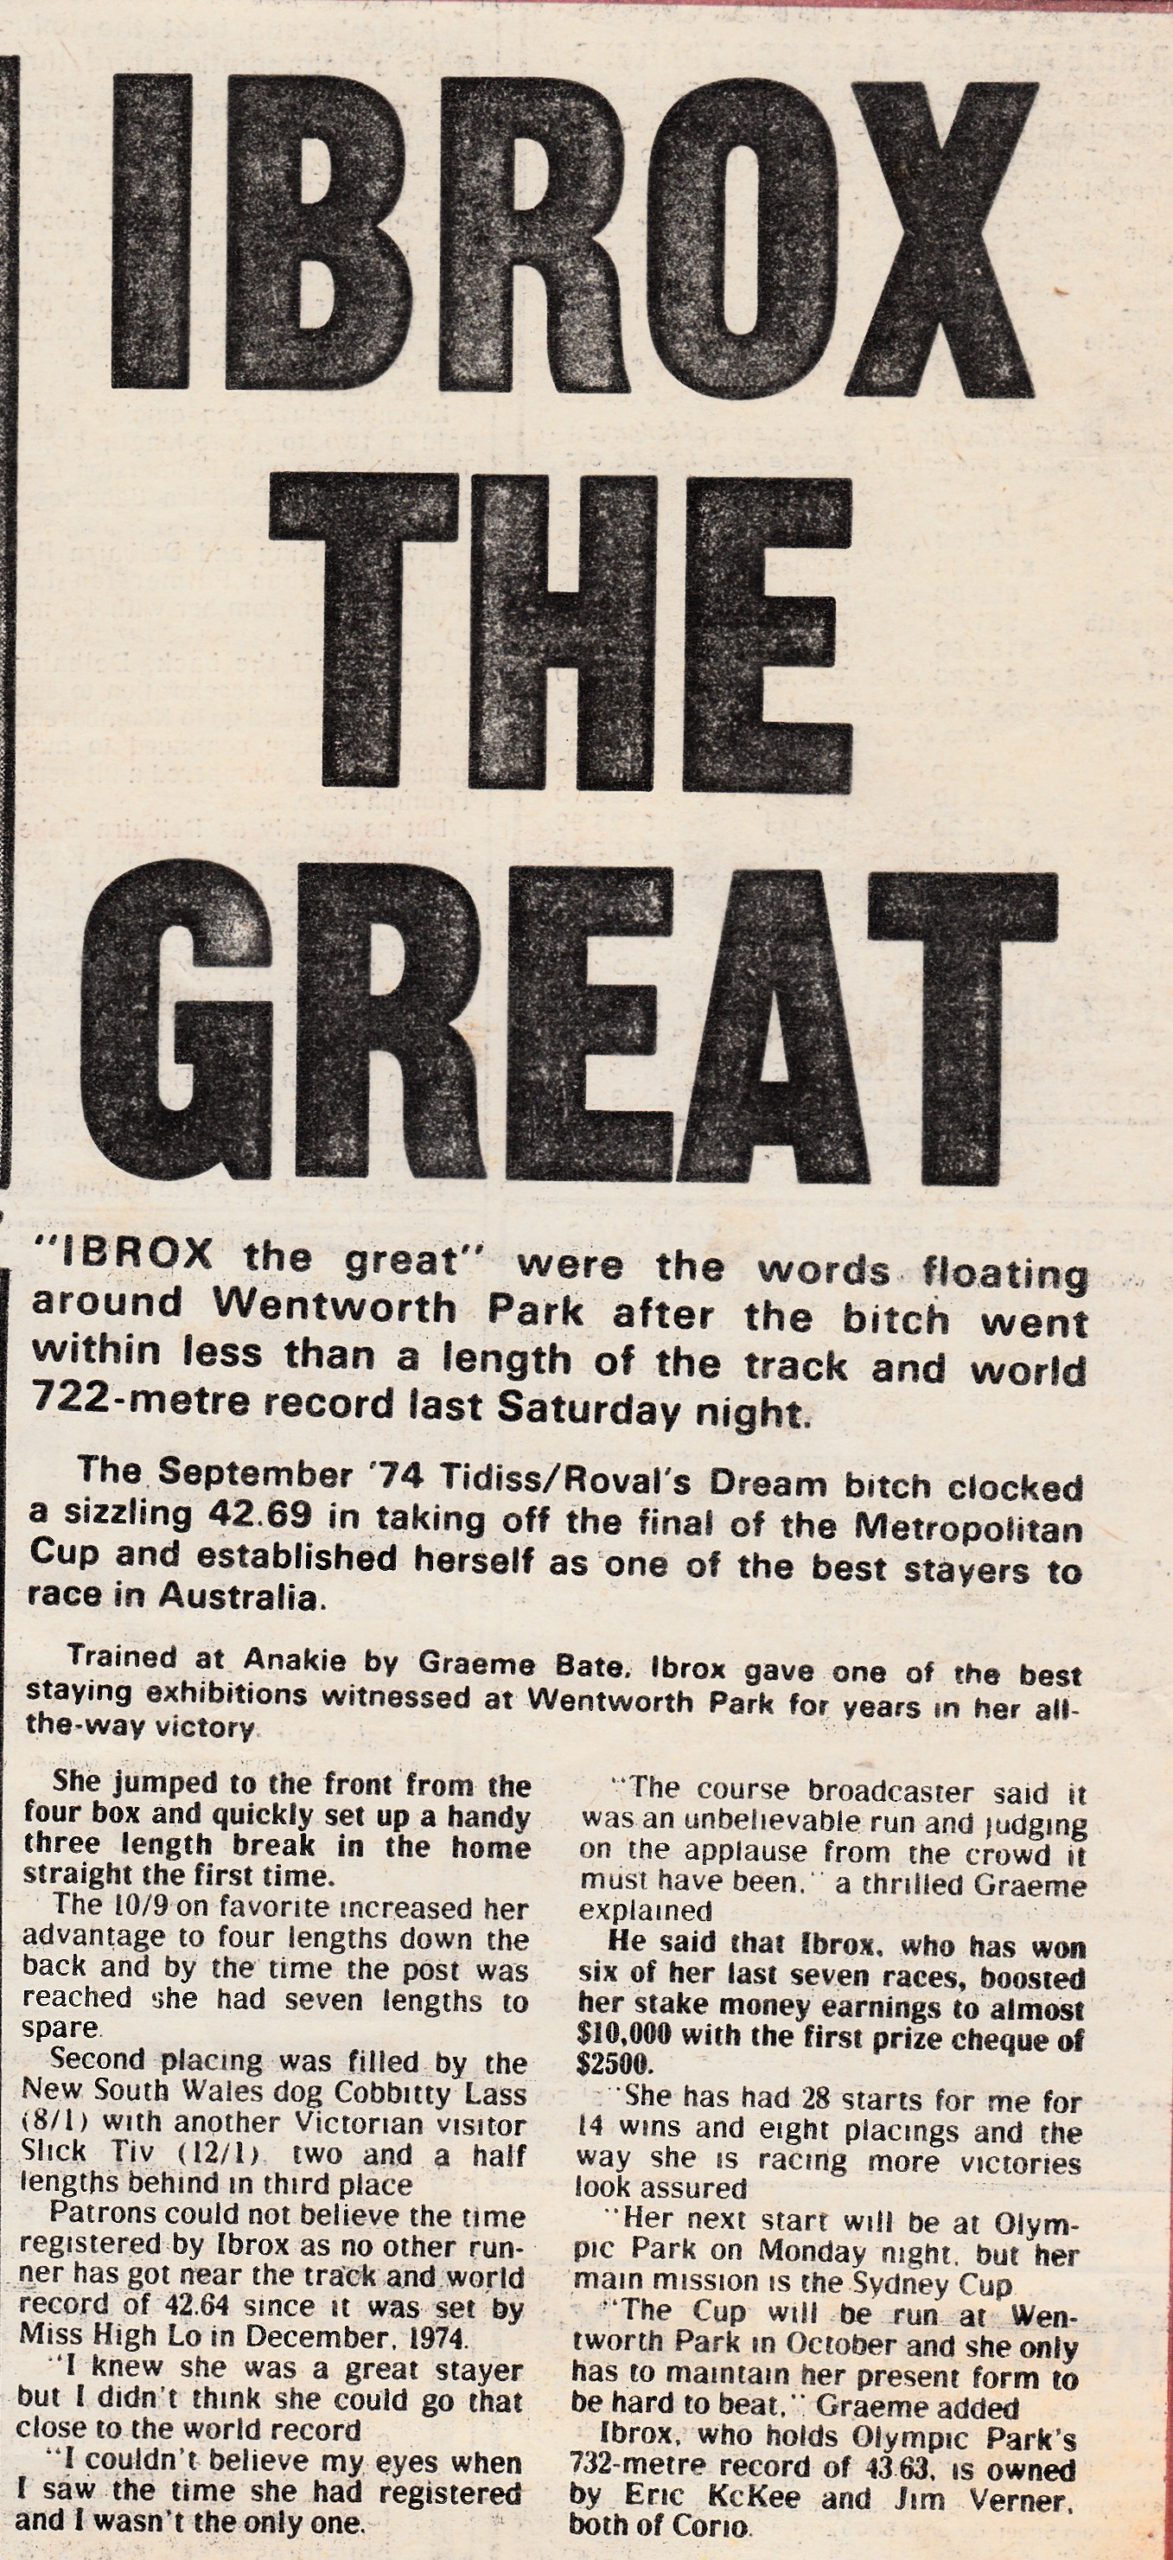 IBROX
THE
GREAT
"IBROX the great" were the words floating
around Wentworth Park after the bitch went
within less than a length of the track and world
722-metre record last Saturday night.
The September '74 Tidiss/Roval's Dream bitch clocked
a sizzling 42.69 in taking off the final of the Metropolitan
Cup and established herself as one of the best stayers to
race in Australia.
Trained at Anakie by Graeme Bate, Ibrox gave one of the best
staying exhibitions witnessed at Wentworth Park for years in her all-
the-way victory.
She jumped to the front from the
four box and quickly set up a handy
three length break in the home
straight the first time.
The 10/9 on favorite increased her
advantage to four lengths down the
back and by the time the post was
reached she had seven lengths to
spare.
Second placing was filled by the
New South Wales dog Cobbitty Lass
(8/1) with another Victorian visitor
Slick Tiv (12/1) two and a half
lengths behind in third place
Patrons could not believe the time
registered by Ibrox as no other run-
ner has got near the track and world
record of 42.64 since it was set by
Miss High Lo in December, 1974.
"I knew she was a great stayer
but I didn't think she could go that
close to the world record
"I couldn't believe my eyes when
I saw the time she had registered
and I wasn't the only one.
"The course broadcaster said it
was an unbelievable run and judging
on the applause from the crowd it
must have been," a thrilled Graeme
explained
He said that Ibrox, who has won
six of her last seven races, boosted
her stake money earnings to almost
$10,000 with the first prize cheque of
$2500.
"She has had 28 starts for me for
14 wins and eight placings and the
way she is racing more victories
look assured
"Her next start will be at Olym-
pic Park on Monday night, but her
main mission is the Sydney Cup
"The Cup will be run at Wen-
tworth Park in October and she only
has to maintain her present form to
be hard to beat," Graeme added
Ibrox, who holds Olympic Park's
732-metre record of 43.63, is owned
by Eric KcKee and Jim Verner,
both of Corio.